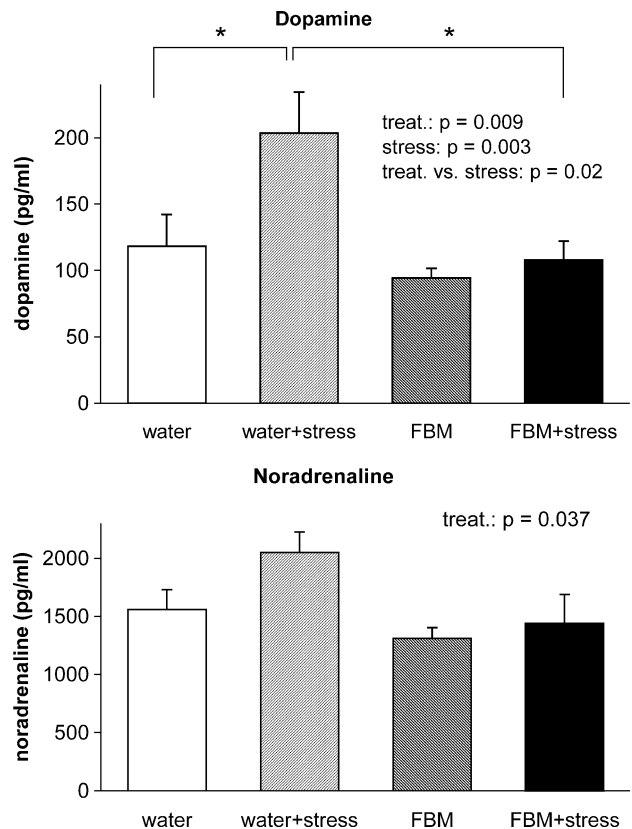 Dopamine
* *
treat.: p = 0.009
stress: p = 0.003
treat. vs. stress: p = 0.02
dopamine (pg/ml)
200
150
100
50
0
water water+stress FBM FBM+stress
Noradrenaline
treat.: p = 0.037
noradrenaline (pg/ml)
2000
1500
1000
500
0
water water+stress FBM FBM+stress